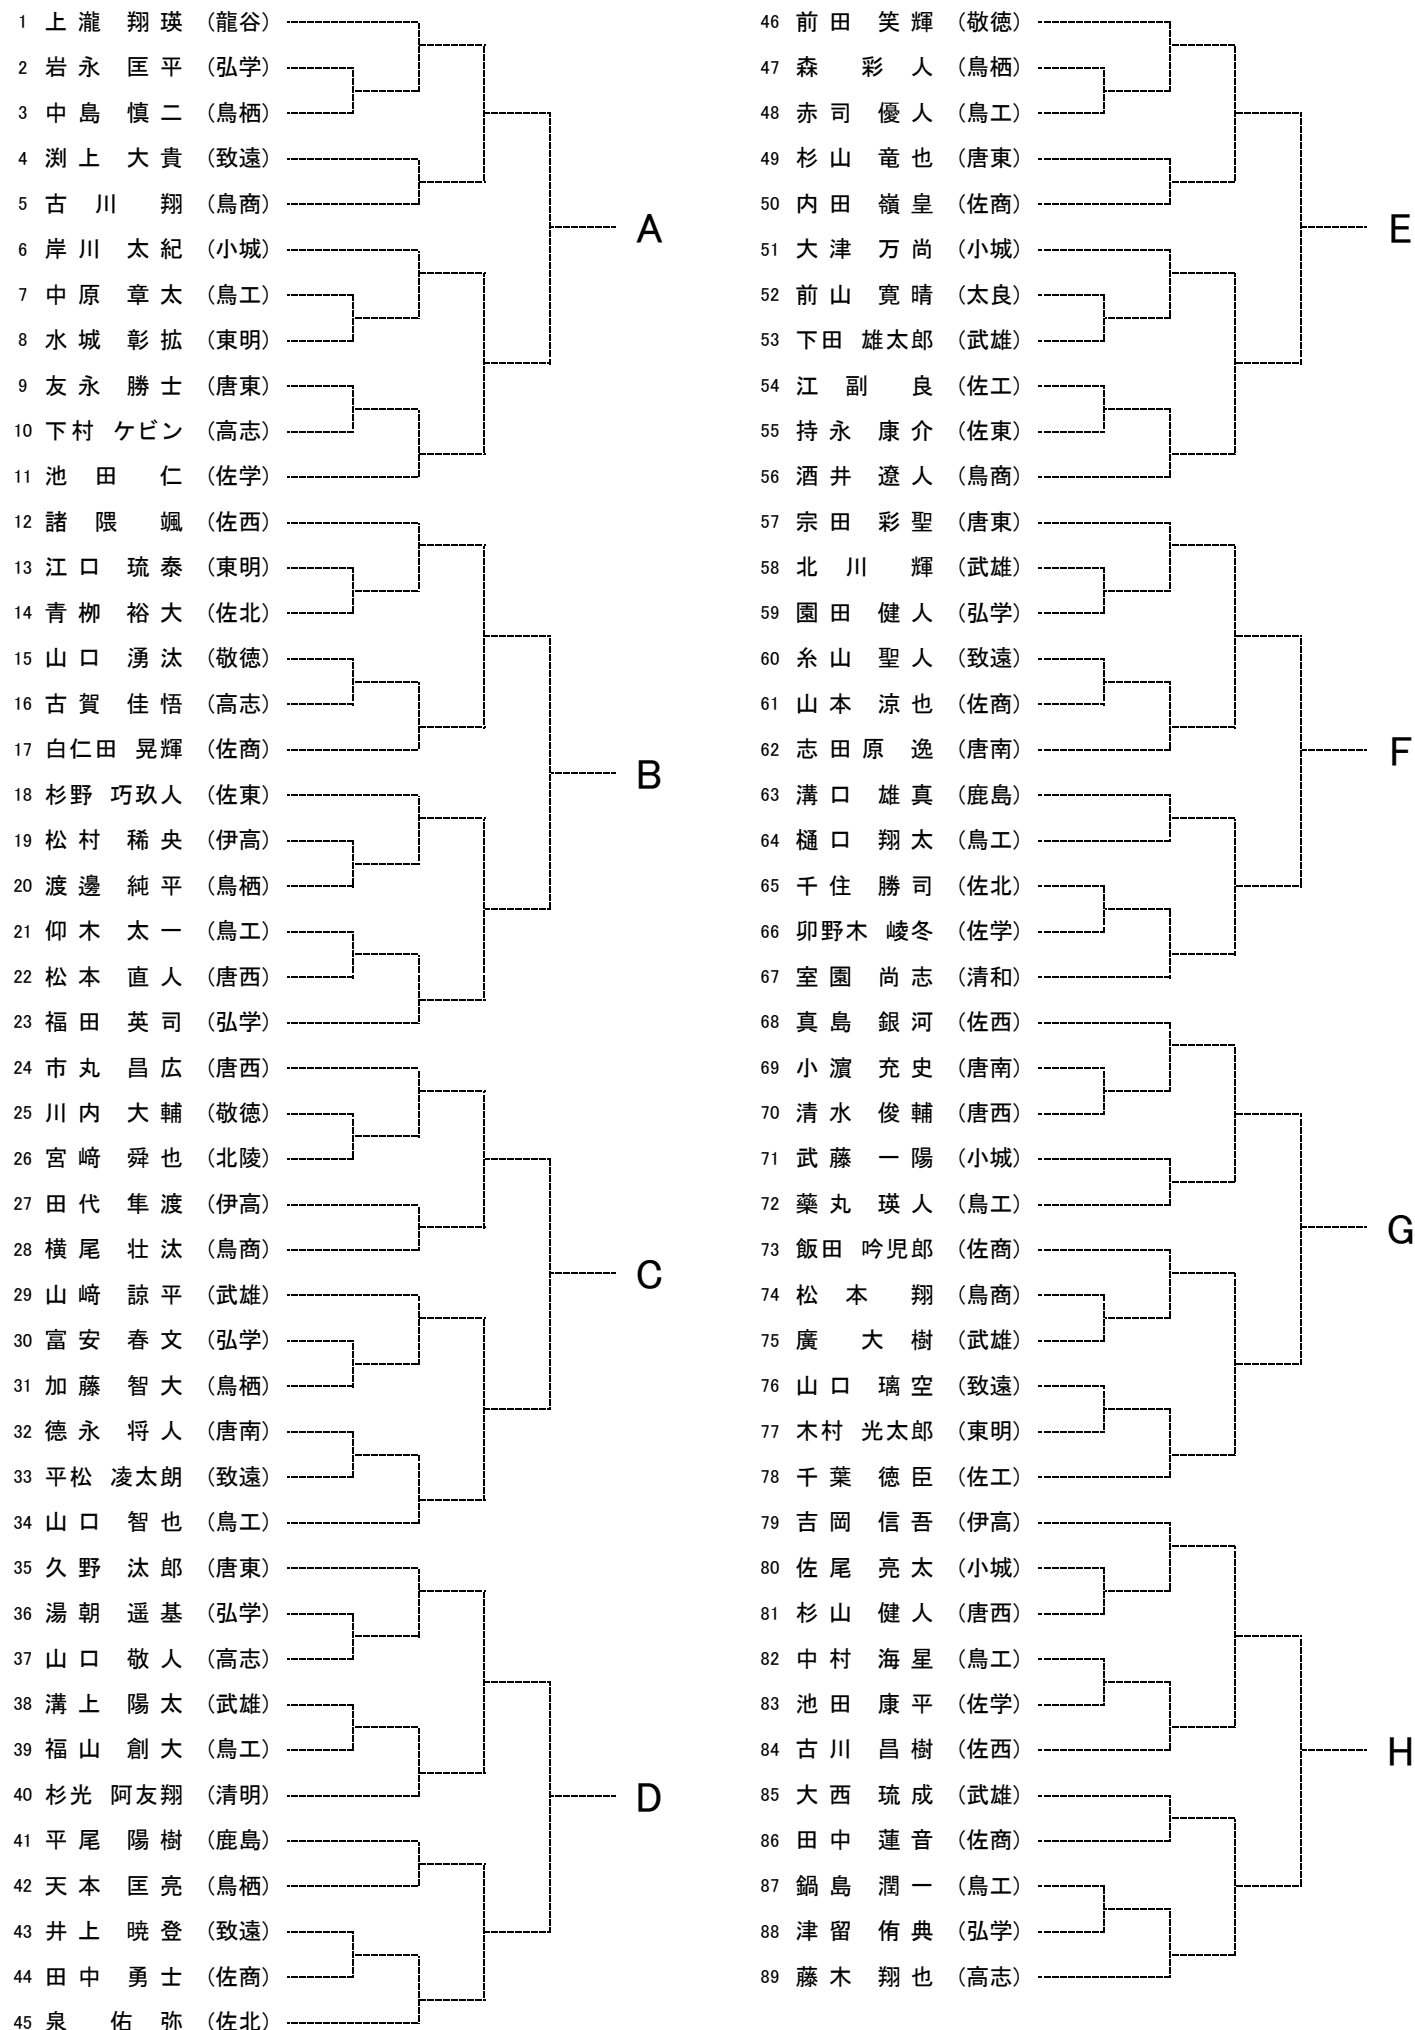 1 上瀧 翔瑛 (龍谷)
2 岩永 匡平 (弘学)
3 中島 慎二 (鳥栖)
4 渕上 大貴 (致遠)
5 古川 翔 (鳥商)
A
6 岸川 太紀 (小城)
7 中原 章太 (鳥工)
8 水城 彰拡 (東明)
9 友永 勝士 (唐東)
10 下村 ケビン (高志)
11 池田 仁 (佐学)
12 諸隈 颯 (佐西)
13 江口 琉泰 (東明)
14 青栁 裕大 (佐北)
15 山口 湧汰 (敬徳)
16 古賀 佳悟 (高志)
17 白仁田 晃輝 (佐商)
B
18 杉野 巧玖人 (佐東)
19 松村 稀央 (伊高)
20 渡邊 純平 (鳥栖)
21 仰木 太一 (鳥工)
22 松本 直人 (唐西)
23 福田 英司 (弘学)
24 市丸 昌広 (唐西)
25 川内 大輔 (敬徳)
26 宮﨑 舜也 (北陵)
27 田代 隼渡 (伊高)
28 横尾 壮汰 (鳥商)
C
29 山﨑 諒平 (武雄)
30 富安 春文 (弘学)
31 加藤 智大 (鳥栖)
32 德永 将人 (唐南)
33 平松 凌太朗 (致遠)
34 山口 智也 (鳥工)
35 久野 汰郎 (唐東)
36 湯朝 遥基 (弘学)
37 山口 敬人 (高志)
38 溝上 陽太 (武雄)
39 福山 創大 (鳥工)
40 杉光 阿友翔 (清明)
D
41 平尾 陽樹 (鹿島)
42 天本 匡亮 (鳥栖)
43 井上 暁登 (致遠)
44 田中 勇士 (佐商)
45 泉 佑弥 (佐北)
46 前田 笑輝 (敬徳)
47 森 彩人 (鳥栖)
48 赤司 優人 (鳥工)
49 杉山 竜也 (唐東)
50 内田 嶺皇 (佐商)
E
51 大津 万尚 (小城)
52 前山 寛晴 (太良)
53 下田 雄太郎 (武雄)
54 江副 良 (佐工)
55 持永 康介 (佐東)
56 酒井 遼人 (鳥商)
57 宗田 彩聖 (唐東)
58 北川 輝 (武雄)
59 園田 健人 (弘学)
60 糸山 聖人 (致遠)
61 山本 涼也 (佐商)
62 志田原 逸 (唐南)
F
63 溝口 雄真 (鹿島)
64 樋口 翔太 (鳥工)
65 千住 勝司 (佐北)
66 卯野木 崚冬 (佐学)
67 室園 尚志 (清和)
68 真島 銀河 (佐西)
69 小濵 充史 (唐南)
70 清水 俊輔 (唐西)
71 武藤 一陽 (小城)
72 藥丸 瑛人 (鳥工)
G
73 飯田 吟児郎 (佐商)
74 松本 翔 (鳥商)
75 廣 大樹 (武雄)
76 山口 璃空 (致遠)
77 木村 光太郎 (東明)
78 千葉 徳臣 (佐工)
79 吉岡 信吾 (伊高)
80 佐尾 亮太 (小城)
81 杉山 健人 (唐西)
82 中村 海星 (鳥工)
83 池田 康平 (佐学)
84 古川 昌樹 (佐西)
H
85 大西 琉成 (武雄)
86 田中 蓮音 (佐商)
87 鍋島 潤一 (鳥工)
88 津留 侑典 (弘学)
89 藤木 翔也 (高志)